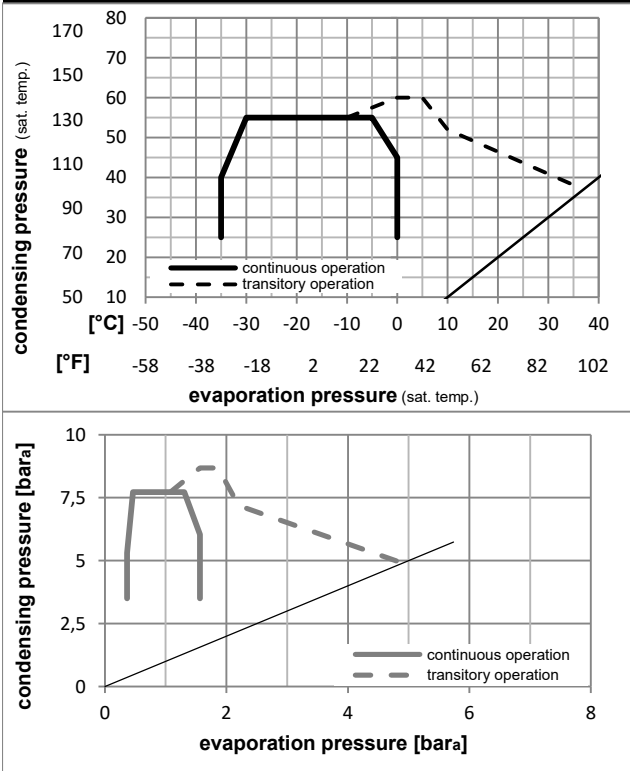 condensing pressure (sat. temp.)
170 80
150 70
130 60
50
110 40
90 30
70 20
50 10
continuous operation
transitory operation
[°C] -50 -40 -30 -20 -10 0 10 20 30 40
[°F] -58 -38 -18 2 22 42 62 82 102
evaporation pressure (sat. temp.)
condensing pressure [bara]
10
7,5
5
2,5
0
continuous operation
transitory operation
0 2 4 6 8
evaporation pressure [bara]